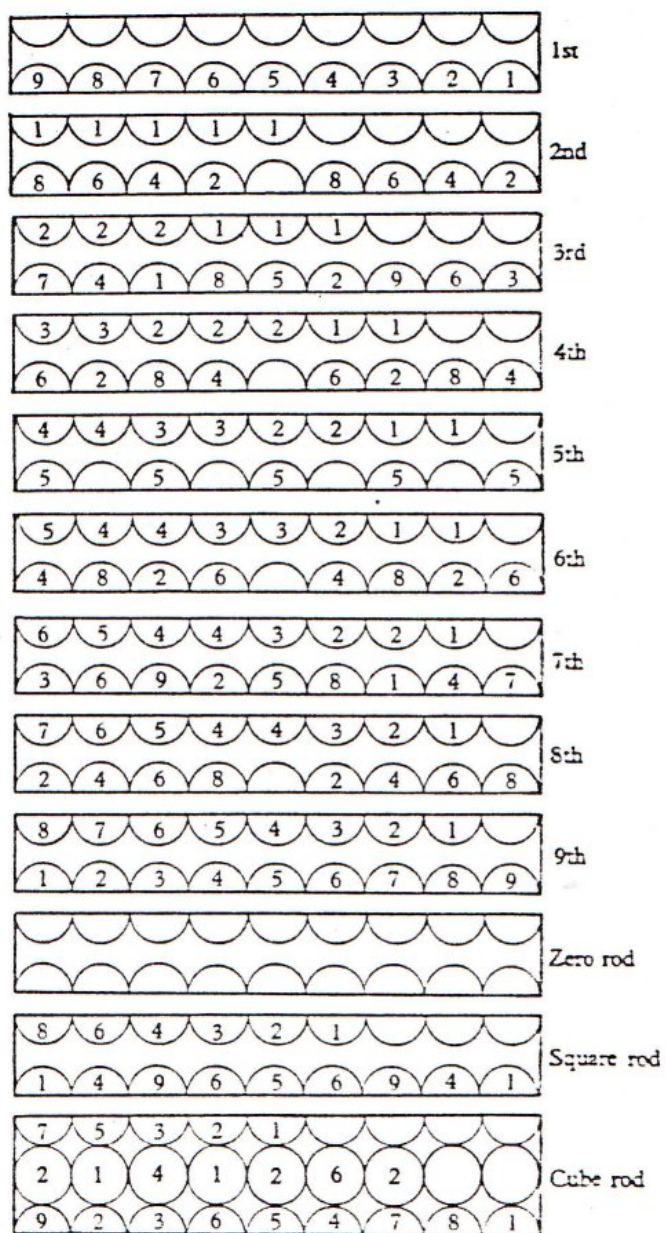 1st
9 8 7 6 5 4 3 2 1
1 1 1 1 1
2nd
8 6 4 2 8 6 4 2
2 2 2 1 1 1
3rd
7 4 1 8 5 2 9 6 3
3 3 2 2 2 1 1
4th
6 2 8 4 6 2 8 4
4 4 3 3 2 2 1 1
5th
5 5 5 5 5
5 4 4 3 3 2 1 1
6th
4 8 2 6 4 8 2 6
6 5 4 4 3 2 2 1
7th
3 6 9 2 5 8 1 4 7
7 6 5 4 4 3 2 1
8th
2 4 6 8 2 4 6 8
8 7 6 5 4 3 2 1
9th
1 2 3 4 5 6 7 8 9
Zero rod
8 6 4 3 2 1
Square rod
1 4 9 6 5 6 9 4 1
7 5 3 2 1
2 1 4 1 2 6 2
Cube rod
9 2 3 6 5 4 7 8 1